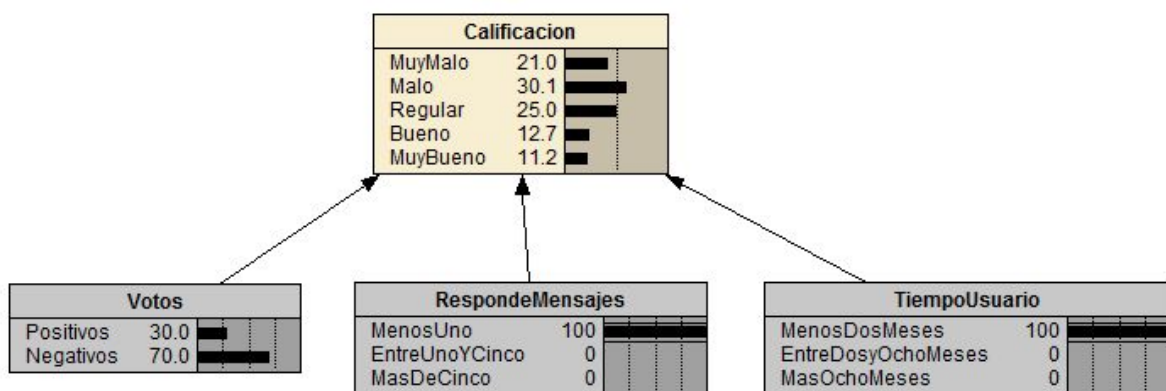 Calificacion
MuyMalo 21.0
Malo 30.1
Regular 25.0
Bueno 12.7
MuyBueno 11.2
Votos
Positivos 30.0
Negativos 70.0
RespondeMensajes
MenosUno 100
EntreUnoYCinco 0
MasDeCinco 0
TiempoUsuario
MenosDosMeses 100
EntreDosyOchoMeses 0
MasOchoMeses 0